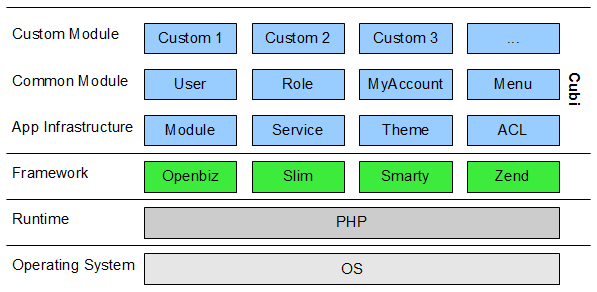 Custom Module Custom 1 Custom 2 Custom 3 ...
Common Module User Role MyAccount Menu
Cubi
App Infrastructure Module Service Theme ACL
Framework Openbiz Slim Smarty Zend
Runtime PHP
Operating System OS